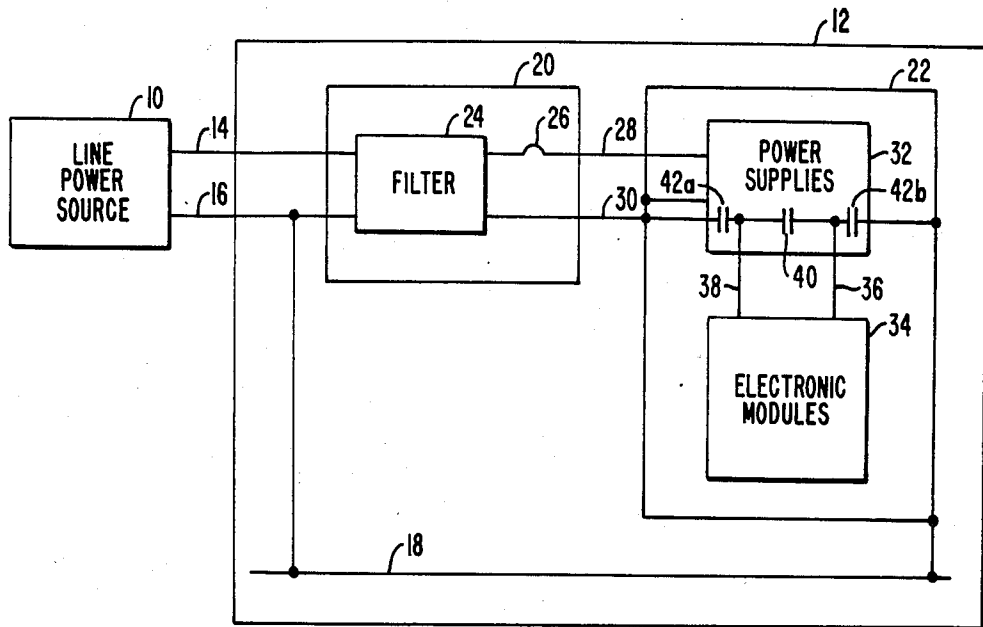 12
20
22
10
24
26
14
28
LINE
POWER
SOURCE
FILTER
POWER
SUPPLIES
32
42a
42b
16
30
40
38
36
34
ELECTRONIC
MODULES
18